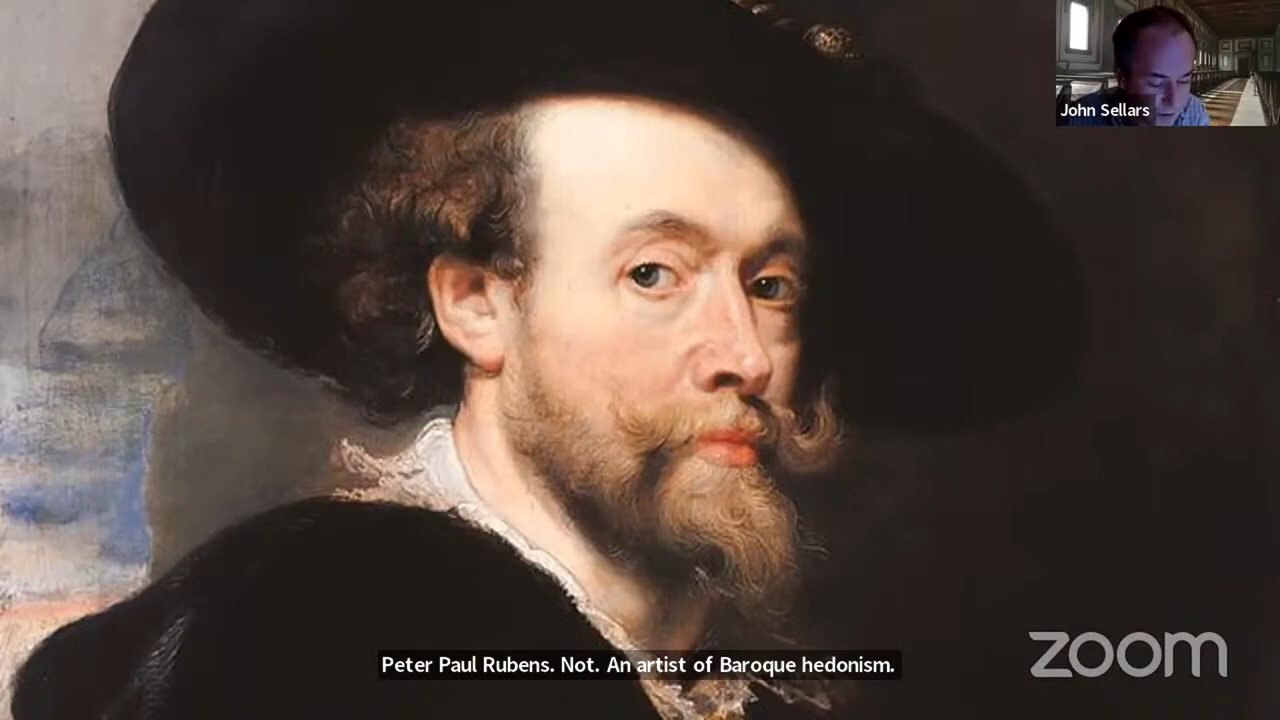 John Sellars
Peter Paul Rubens. Not. An artist of Baroque hedonism.
zoom